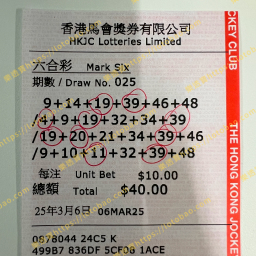 香港馬會獎券有限公司
HKJC Lotteries Limited
六合彩 Mark Six
期數 / Draw No. 025
9+14+19+39+46+48
/4+9+19+32+34+39
/19+20+21+34+39+46
/9+10+11+32+39+48
每注 Unit Bet $10.00
總額 Total $40.00
25年3月6日 06MAR25
0878044 24C5 K
499B7 836DF 5CF06 1ACE
JOCKEY CLUB
THE HONG KONG JOCKE